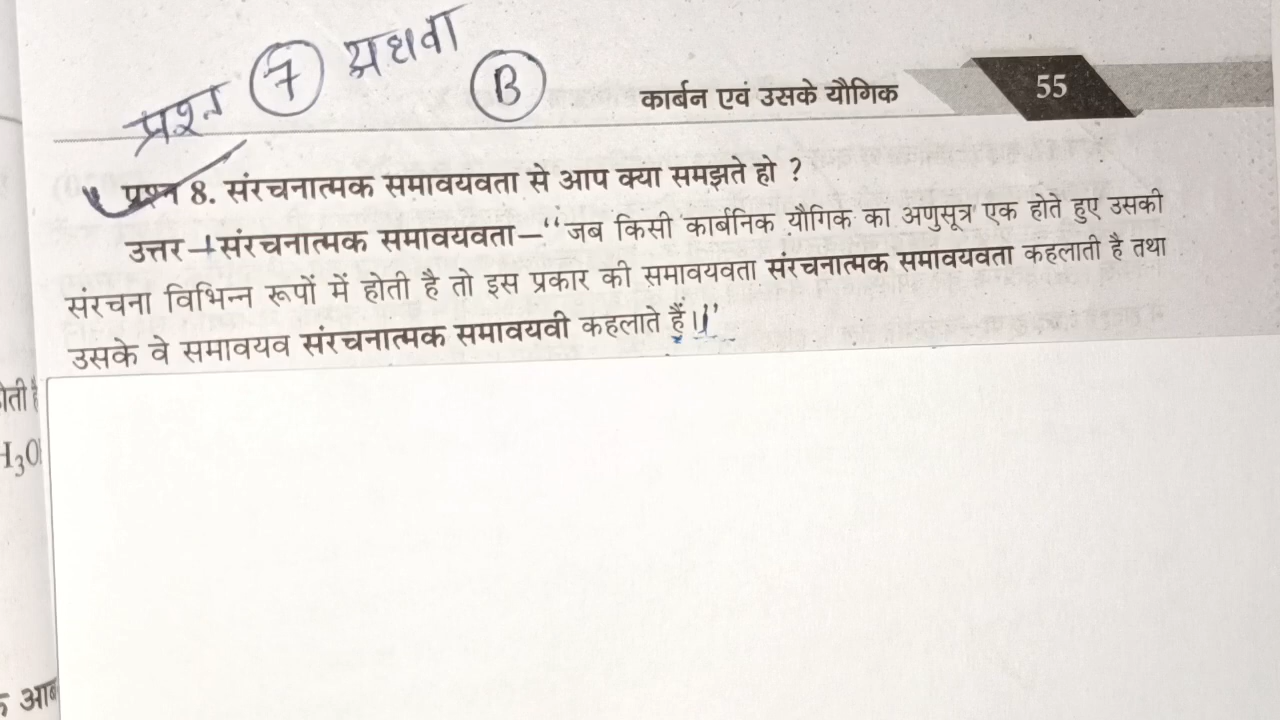 प्रश्न 7 अथवा B
कार्बन एवं उसके यौगिक 55
प्रश्न 8. संरचनात्मक समावयवता से आप क्या समझते हो ?
उत्तर–संरचनात्मक समावयवता–‘‘जब किसी कार्बनिक यौगिक का अणुसूत्र एक होते हुए उसकी
सरचना विभिन्न रूपों में होती है तो इस प्रकार की समावयवता संरचनात्मक समावयवता कहलाती है तथा
उसके वे समावयव संरचनात्मक समावयवी कहलाते हैं।’’
H₃O